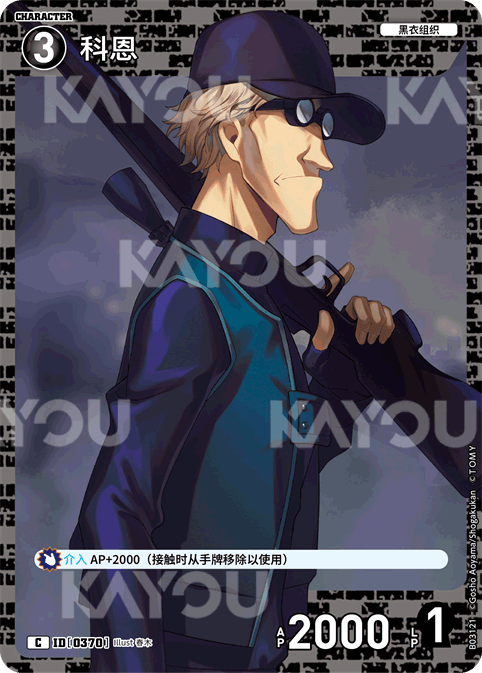 CHARACTER
3 科恩
黑衣组织
KAYOU
KAYOU
KAYOU
KAYOU
KAYOU
介入 AP+2000（接触时从手牌移除以使用）
KAYOU
C 1D[0370] Illust 春木
AP 2000 LP 1
B03121 ©Gosho Aoyama/Shogakukan ©TOMY